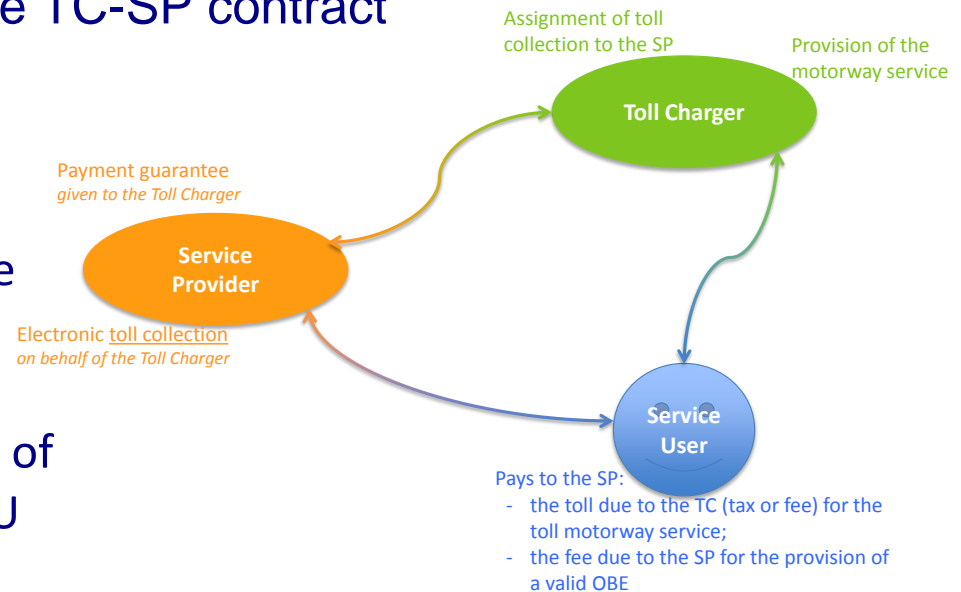 e TC-SP contract
Assignment of toll
collection to the SP
Provision of the
motorway service
Toll Charger
Payment guarantee
given to the Toll Charger
Service
Provider
e
Electronic toll collection
on behalf of the Toll Charger
Service
User
of
U
Pays to the SP:
- the toll due to the TC (tax or fee) for the
toll motorway service;
- the fee due to the SP for the provision of
a valid OBE